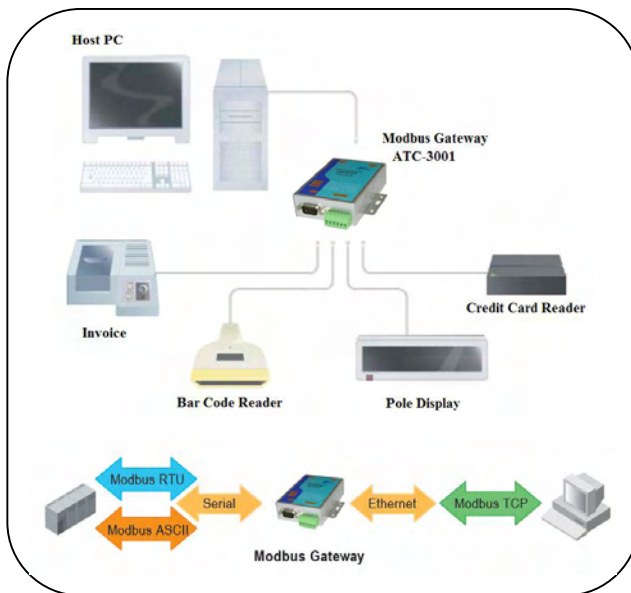 Host PC
Modbus Gateway
ATC-3001
Invoice
Credit Card Reader
Bar Code Reader
Pole Display
Modbus RTU
Serial
Ethernet
Modbus TCP
Modbus ASCII
Modbus Gateway